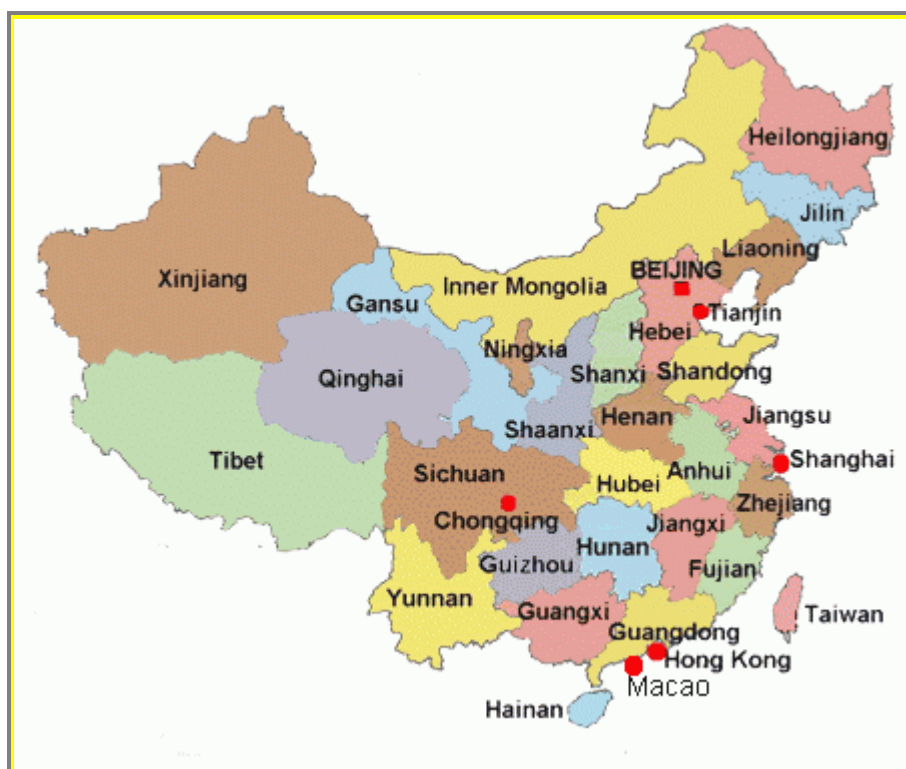 Heilongjiang
Jilin
Liaoning
BEIJING
Xinjiang
Inner Mongolia
Gansu
Tianjin
Hebei
Ningxia
Shanxi
Shandong
Qinghai
Henan
Jiangsu
Shaanxi
Shanghai
Tibet
Sichuan
Anhui
Hubei
Zhejiang
Chongqing
Jiangxi
Hunan
Guizhou
Fujian
Yunnan
Guangxi
Taiwan
Guangdong
Hong Kong
Macao
Hainan